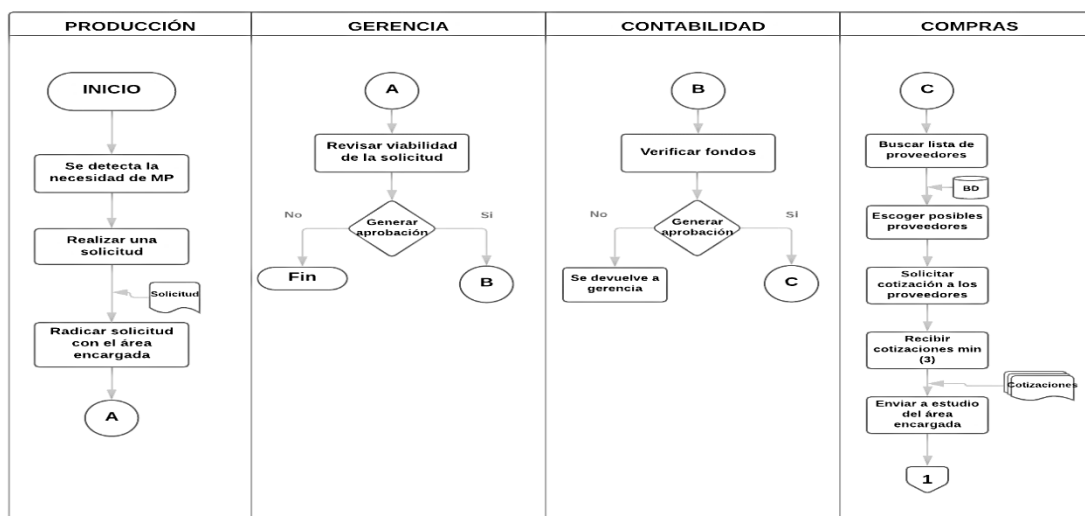 PRODUCCIÓN
INICIO
Se detecta la
necesidad de MP
Realizar una
solicitud
Solicitud
Radicar solicitud
con el área
encargada
A
GERENCIA
A
Revisar viabilidad
de la solicitud
No
Si
Generar
aprobación
Fin
B
CONTABILIDAD
B
Verificar fondos
No
Si
Generar
aprobación
Se devuelve a
gerencia
C
COMPRAS
C
Buscar lista de
proveedores
BD
Escoger posibles
proveedores
Solicitar
cotización a los
proveedores
Recibir
cotizaciones min
(3)
Cotizaciones
Enviar a estudio
del área
encargada
1